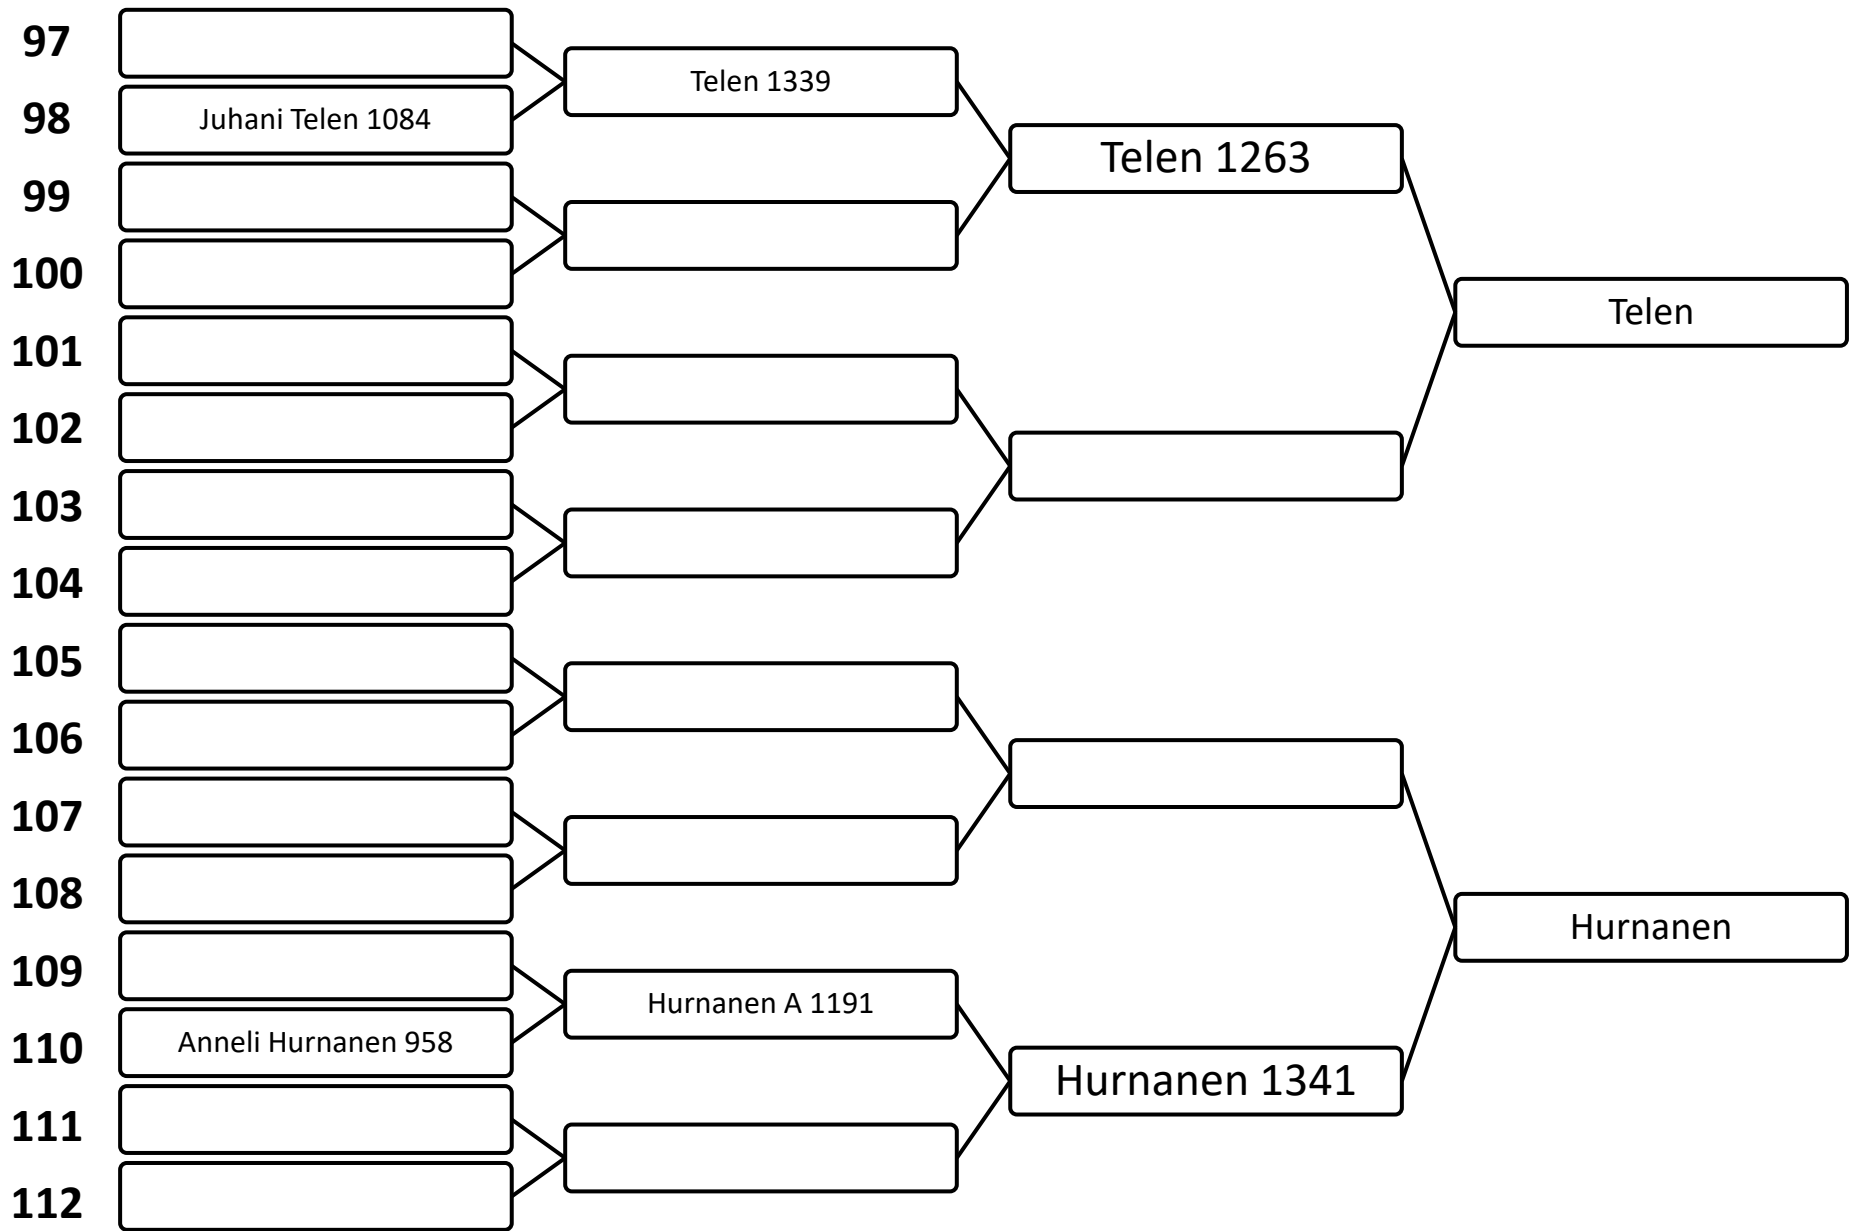 97
Telen 1339
98 Juhani Telen 1084
Telen 1263
99
100
Telen
101
102
103
104
105
106
107
108
Hurnanen
109
Hurnanen A 1191
110 Anneli Hurnanen 958
Hurnanen 1341
111
112